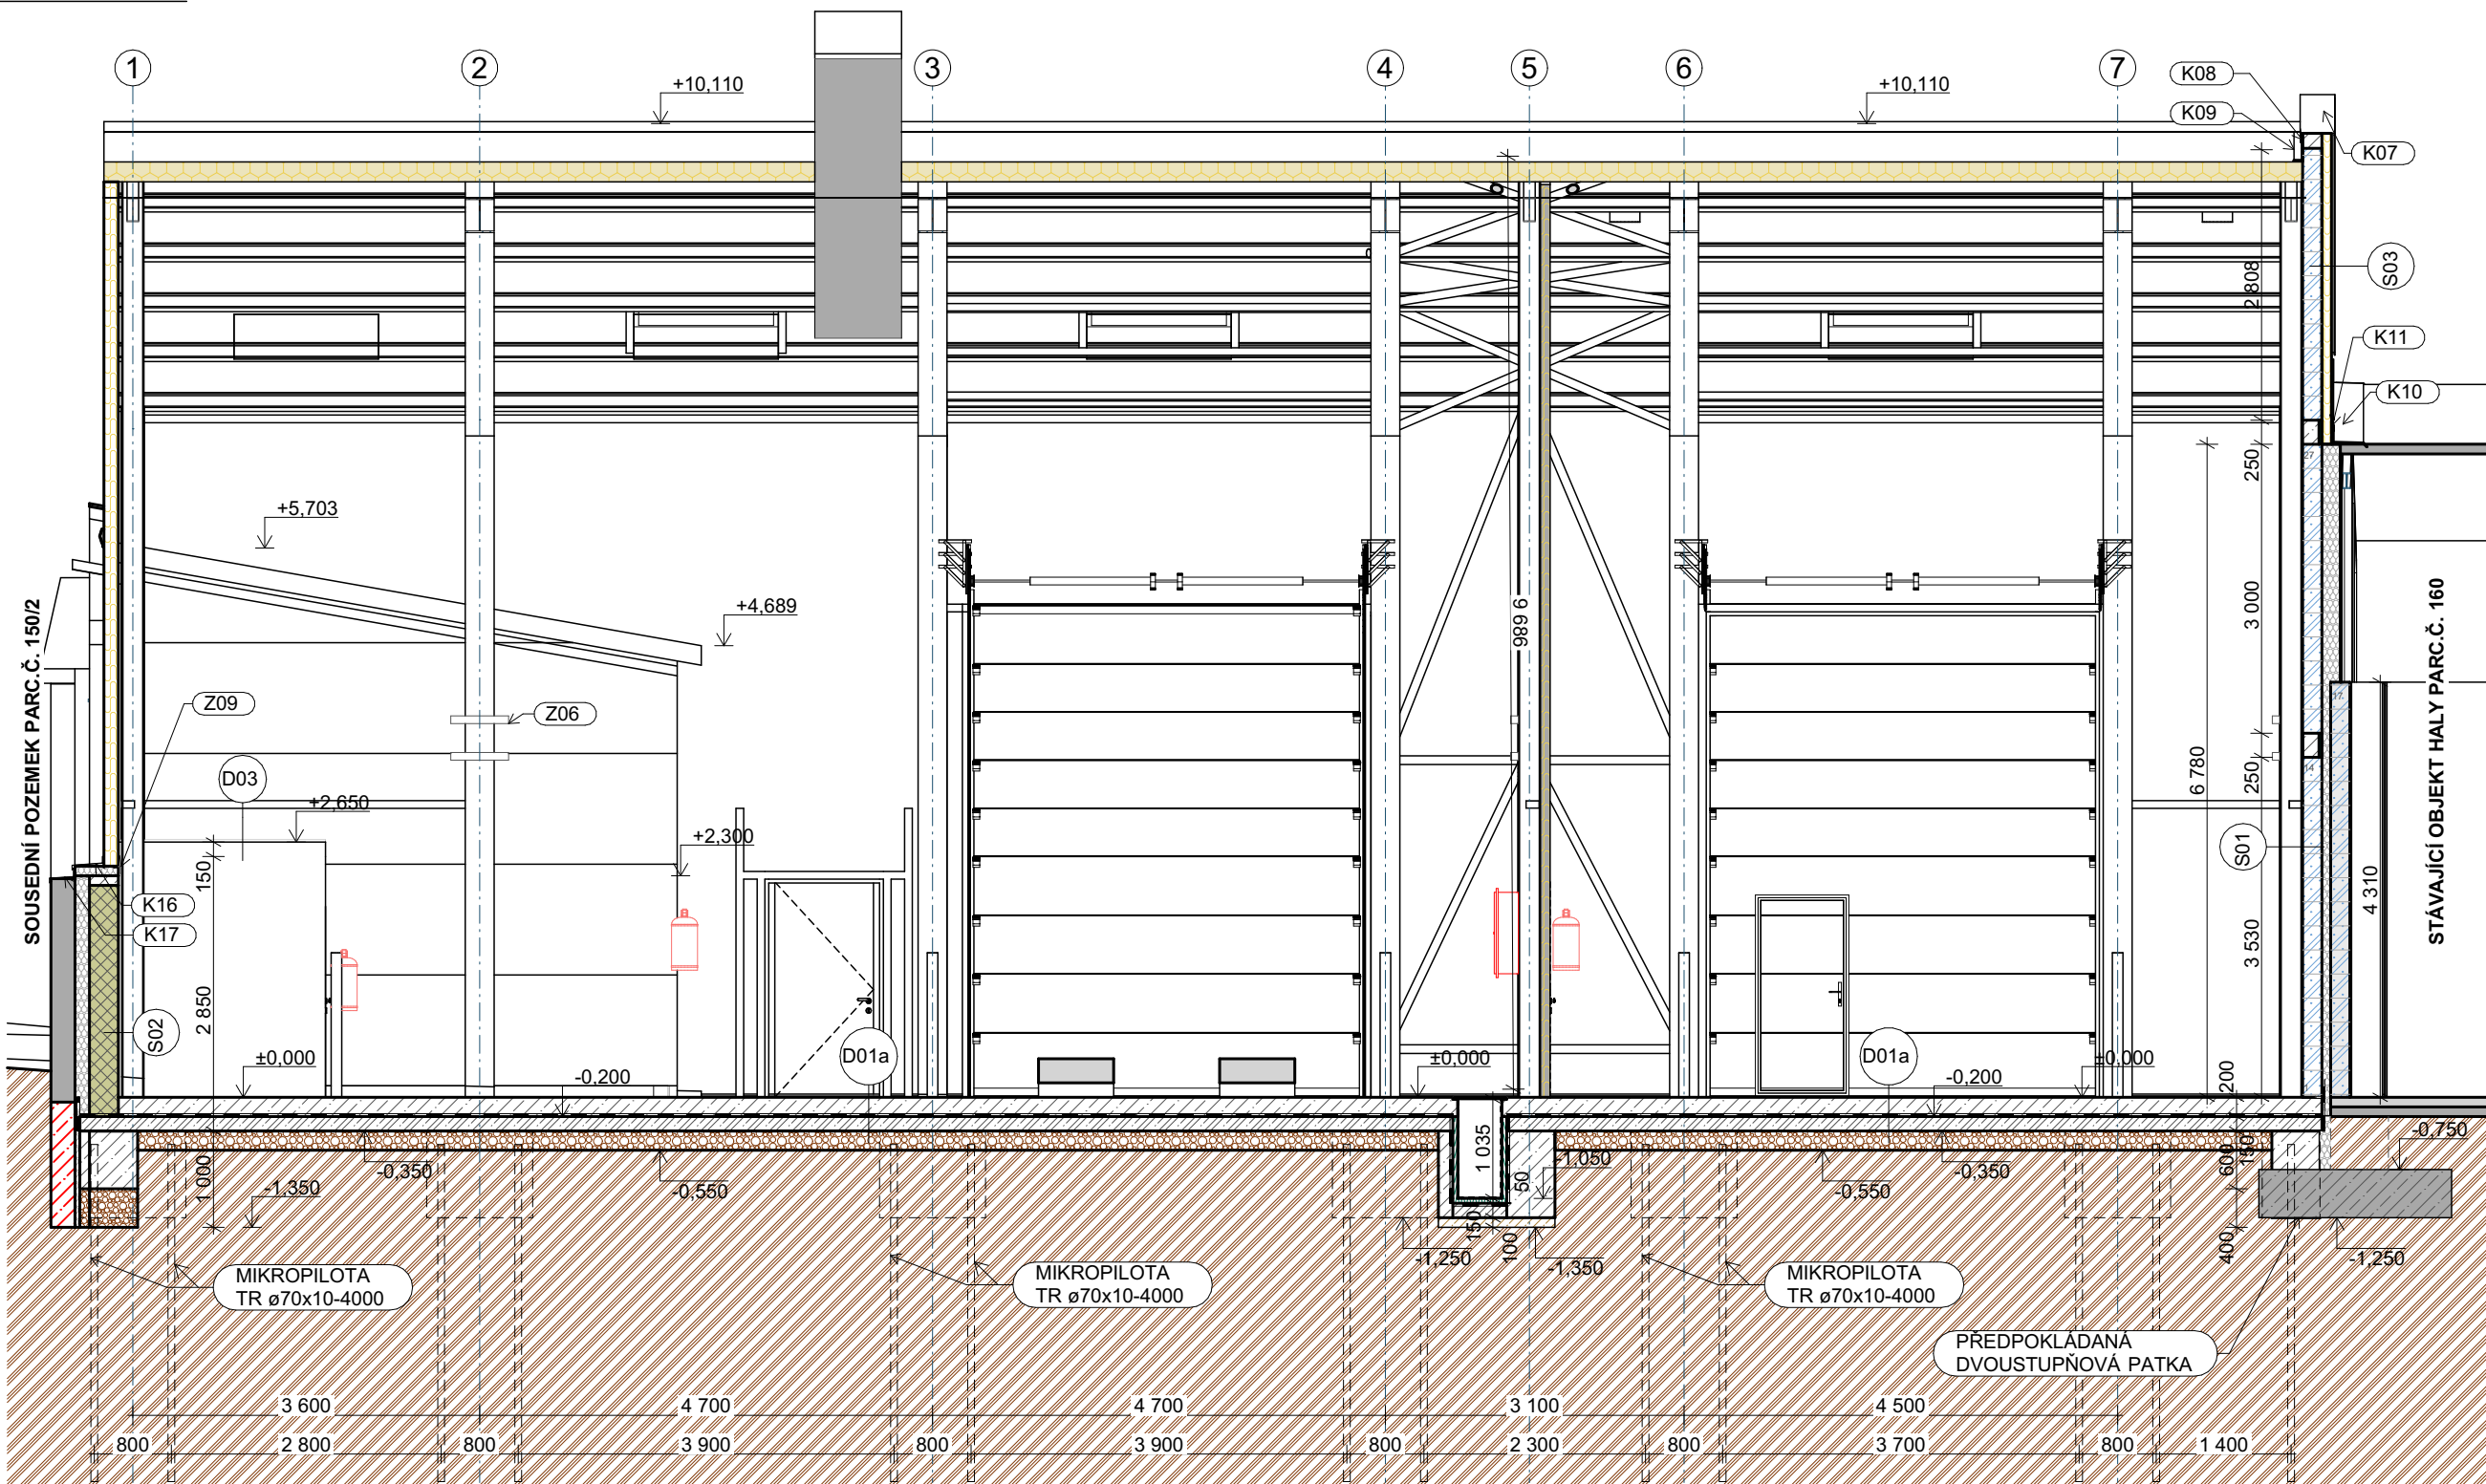 1
2
3
4
5
6
7
K08
K09
K07
+10,110
+10,110
S03
2 808
K11
K10
27
250
+5,703
+4,689
9 686
3 000
SOUSEDNÍ POZEMEK PARC.Č. 150/2
STÁVAJÍCÍ OBJEKT HALY PARC.Č. 160
Z09
Z06
17
D03
+2,650
+2,300
6 780
250
14
S01
150
K16
K17
4 310
3 530
2 850
S02
±0,000
-0,200
D01a
±0,000
D01a
-0,200
±0,000
200
1 035
-1,050
50
-0,350
-0,550
-0,550
-0,350
150
600
-0,750
1 000
-1,350
150
100
-1,250
-1,350
400
-1,250
MIKROPILOTA
TR ø70x10-4000
MIKROPILOTA
TR ø70x10-4000
MIKROPILOTA
TR ø70x10-4000
PŘEDPOKLÁDANÁ
DVOUSTUPŇOVÁ PATKA
3 600
4 700
4 700
3 100
4 500
800
2 800
800
3 900
800
3 900
800
2 300
800
3 700
800
1 400